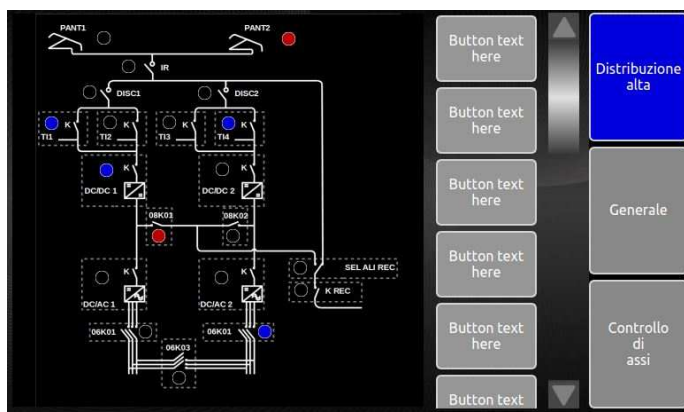 PANT1
PANT2
IR
DISC1
DISC2
K
K
K
K
TI1
TI2
TI3
TI4
K
K
DC/DC 1
DC/DC 2
08K01
08K02
K
K
SEL ALI REC
K REC
DC/AC 1
DC/AC 2
06K01
06K01
06K03
Button text
here
Button text
here
Button text
here
Button text
here
Button text
here
Button text
Distribuzione
alta
Generale
Controllo
di
assi